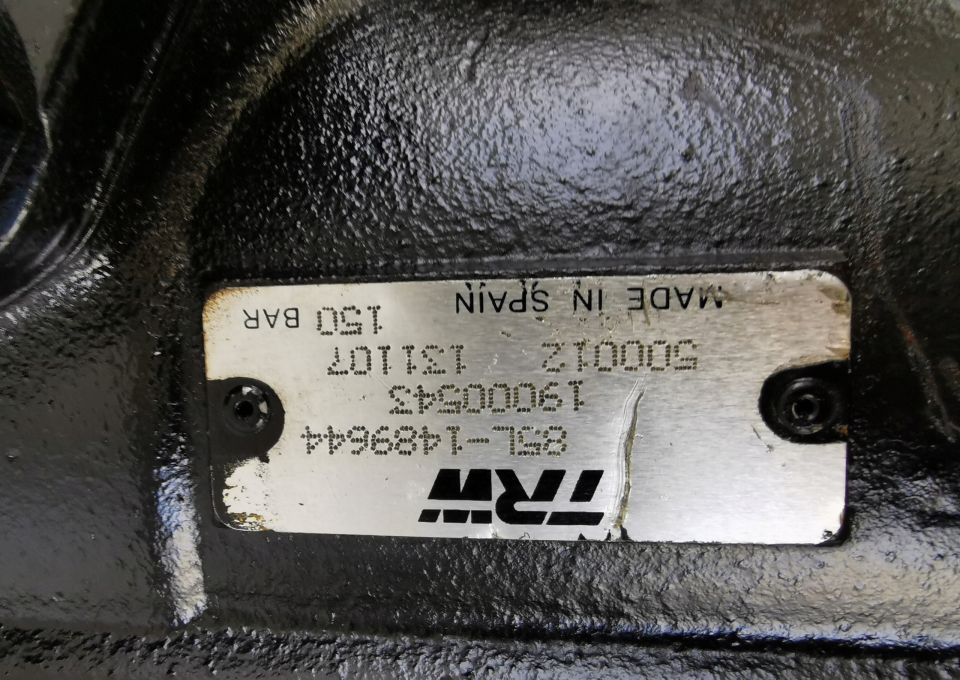 TRW
85L-1489644
19000543
500012 131107
150 BAR
MADE IN SPAIN